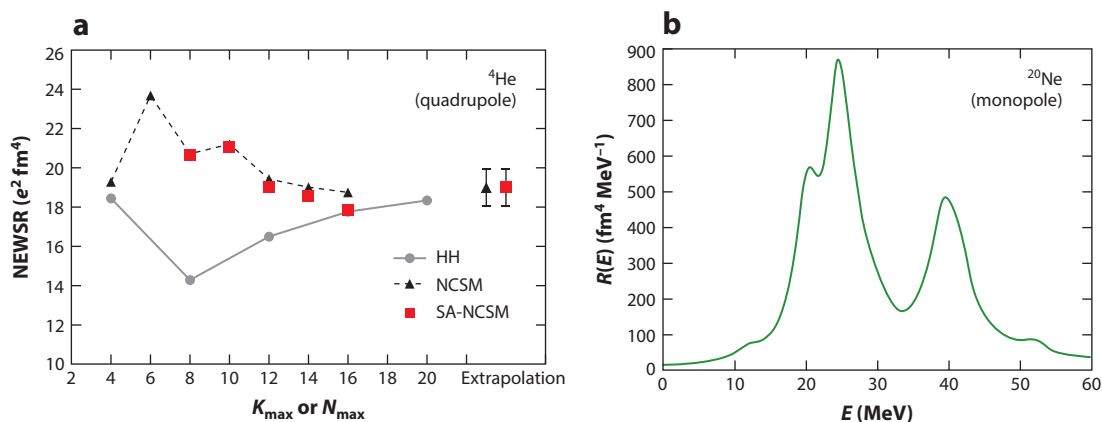 a
NEWSR (e² fm⁴)
26
24
22
20
18
16
14
12
10
⁴He
(quadrupole)
HH
NCSM
SA-NCSM
2 4 6 8 10 12 14 16 18 20 Extrapolation
K_max or N_max
b
R(E) (fm⁴ MeV⁻¹)
900
800
700
600
500
400
300
200
100
0
²⁰Ne
(monopole)
0 10 20 30 40 50 60
E (MeV)